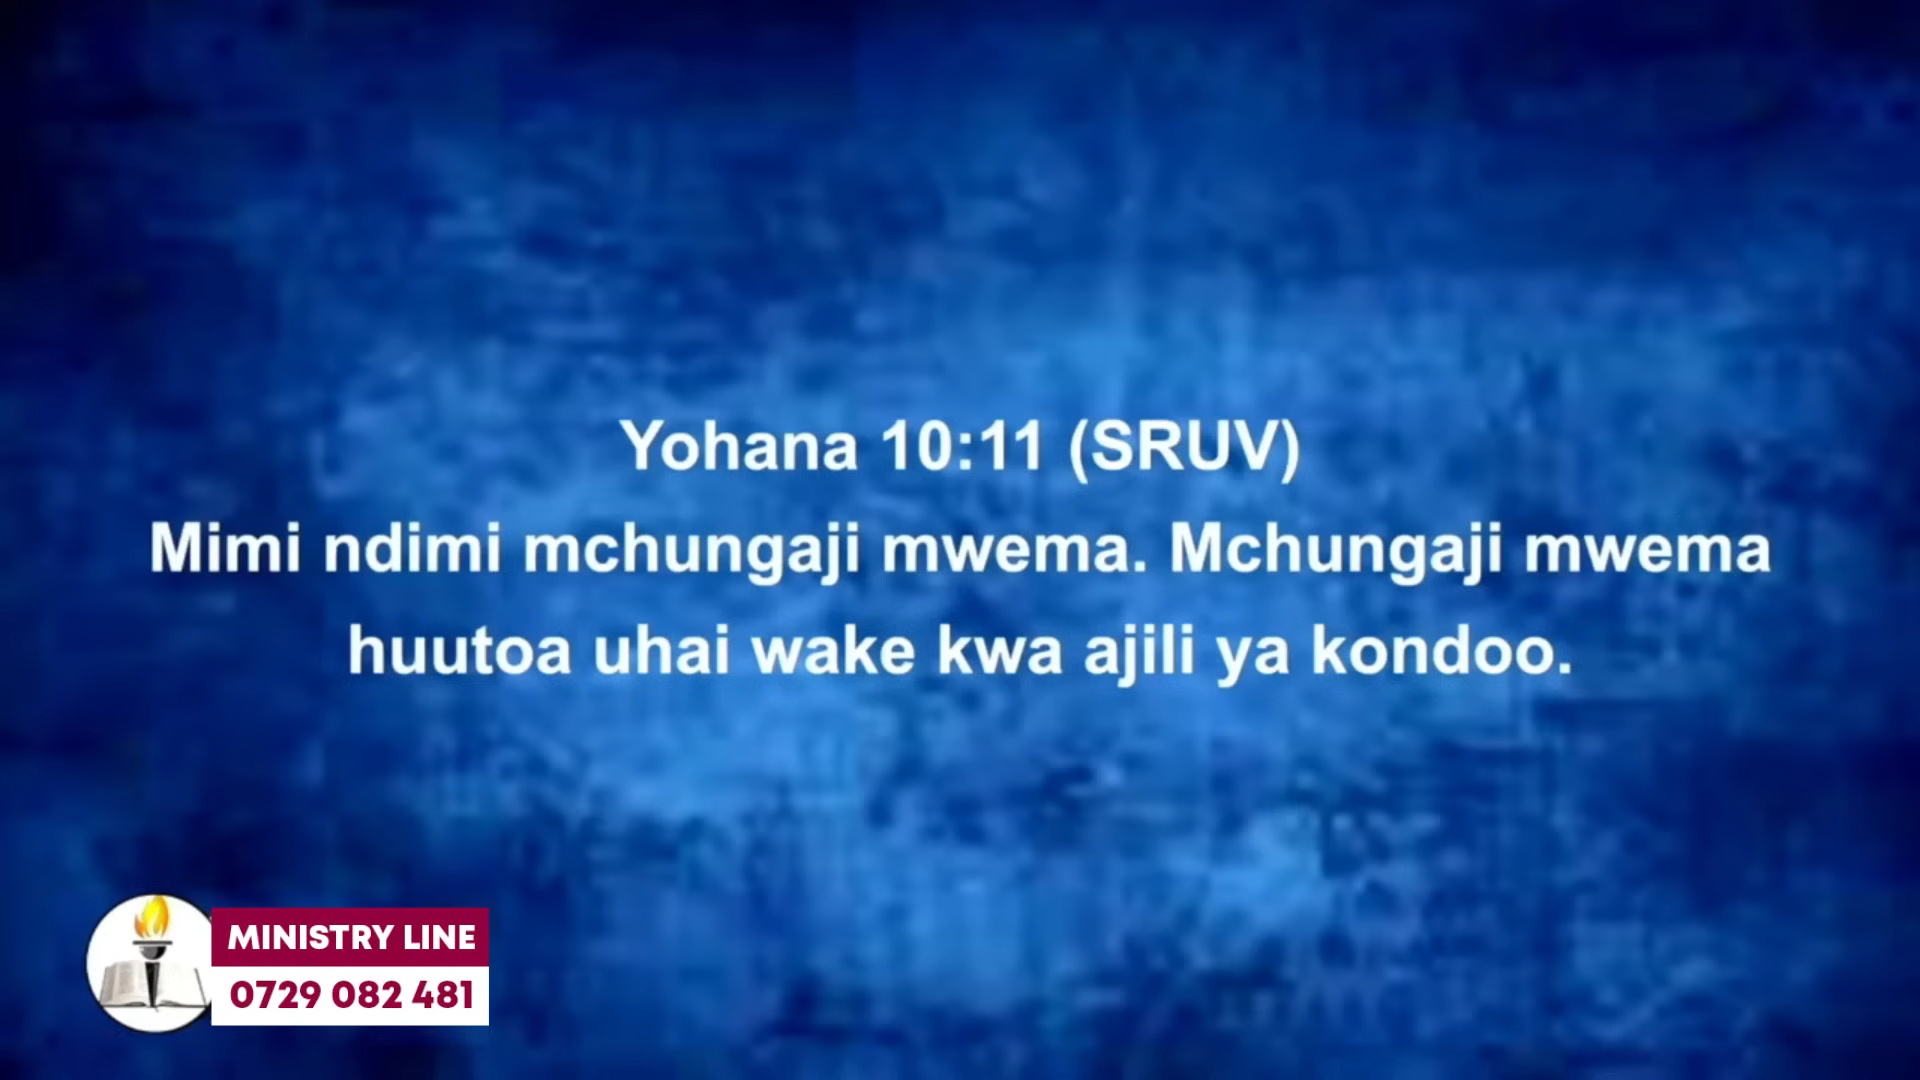 Yohana 10:11 (SRUV)
Mimi ndimi mchungaji mwema. Mchungaji mwema
huutoa uhai wake kwa ajili ya kondoo.
MINISTRY LINE
0729 082 481